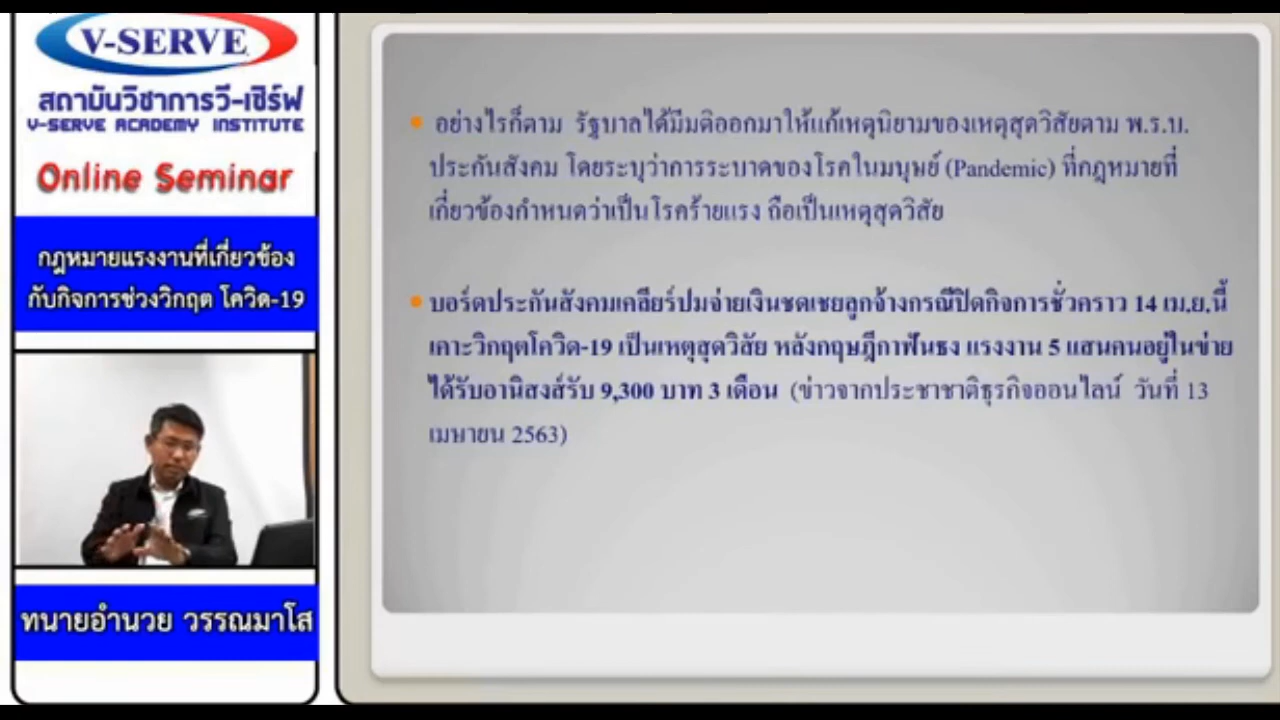 V-SERVE
สถาบันวิชาการวี-เซิร์ฟ
V-SERVE ACADEMY INSTITUTE
Online Seminar
กฎหมายแรงงานที่เกี่ยวข้อง
กับกิจการช่วงวิกฤต โควิด-19
ทนายอำนวย วรรณมาโส
อย่างไรก็ตาม รัฐบาลได้มีมติออกมาให้แก้เหตุนิยามของเหตุสุดวิสัยตาม พ.ร.บ.
ประกันสังคม โดยระบุว่าการระบาดของโรคในมนุษย์ (Pandemic) ที่กฎหมายที่
เกี่ยวข้องกำหนดว่าเป็นโรคร้ายแรง ถือเป็นเหตุสุดวิสัย
บอร์ดประกันสังคมเคลียร์ปมจ่ายเงินชดเชยลูกจ้างกรณีปิดกิจการชั่วคราว 14 เม.ย.นี้
เคาะวิกฤตโควิด-19 เป็นเหตุสุดวิสัย หลังกฤษฎีกาฟันธง แรงงาน 5 แสนคนอยู่ในข่าย
ได้รับอานิสงส์รับ 9,300 บาท 3 เดือน (ข่าวจากประชาชาติธุรกิจออนไลน์ วันที่ 13
เมษายน 2563)